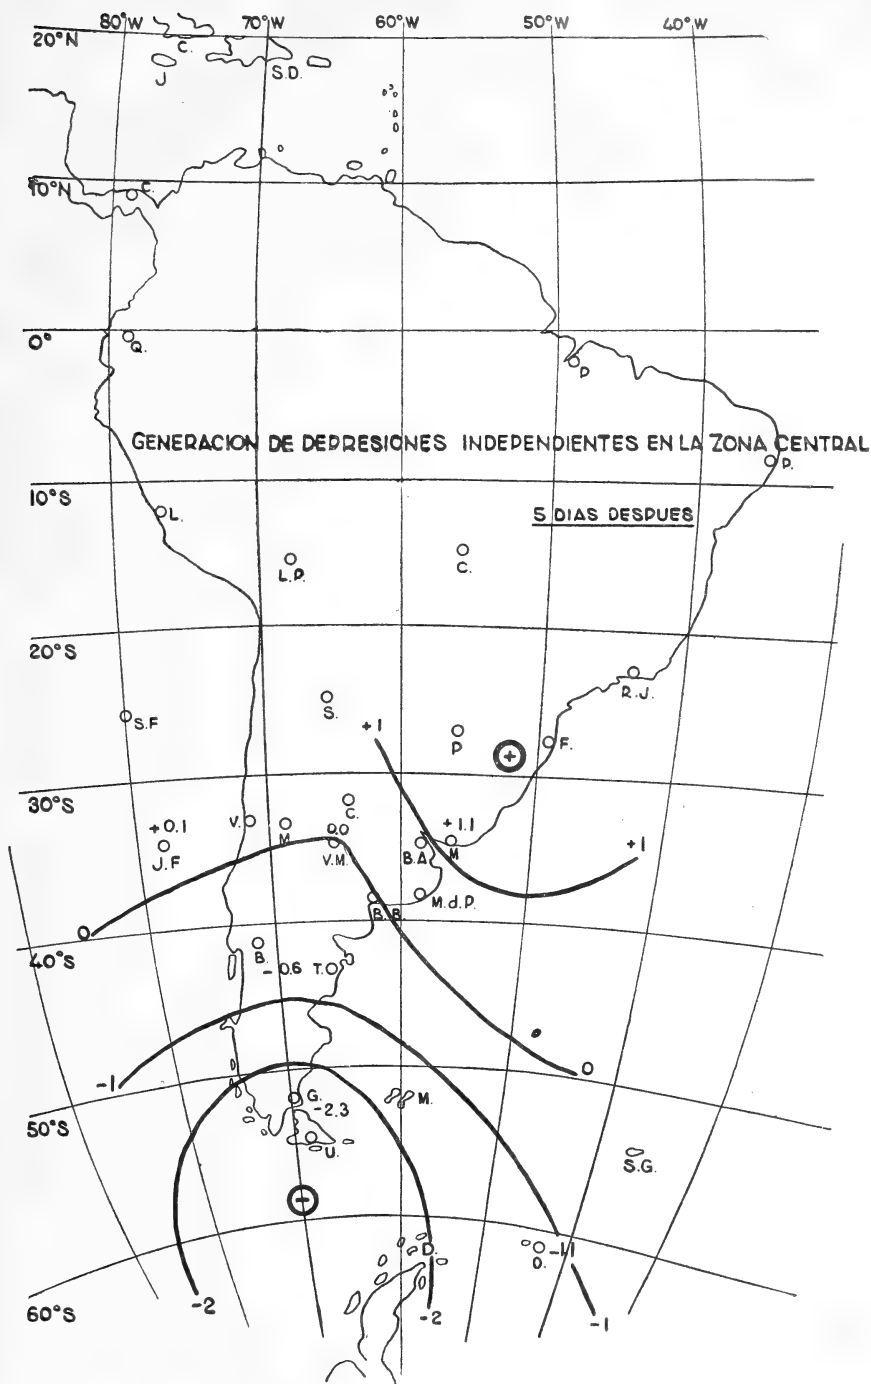 80°W 70°W 60°W 50°W 40°W
20°N
C.
J
S.D.
10°N
C.
0°
Q.
D
GENERACION DE DEPRESIONES INDEPENDIENTES EN LA ZONA CENTRAL
P.
10°S
L.
5 DIAS DESPUES
L.P.
C.
20°S
R.J.
S.F
S.
+1
P
+
F.
30°S
+0.1
V.
M
C.
0.0
+1.1
J.F
V.M.
B.A
M
+1
M.d.P.
B.B.
0
40°S
B.
-0.6 T.
-1
0
G.
-2.3
M.
50°S
U.
S.G.
-
D.
-1.1
O.
-2
-2
-1
60°S